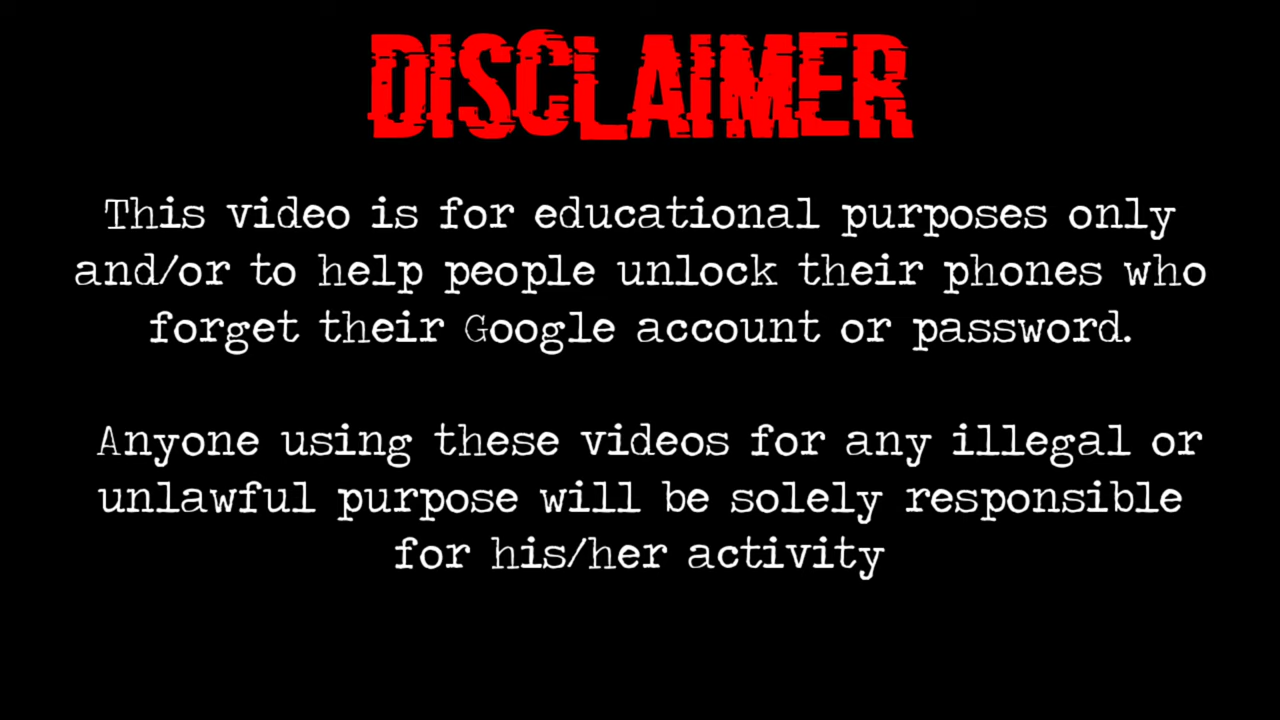 DISCLAIMER
This video is for educational purposes only
and/or to help people unlock their phones who
forget their Google account or password.
Anyone using these videos for any illegal or
unlawful purpose will be solely responsible
for his/her activity